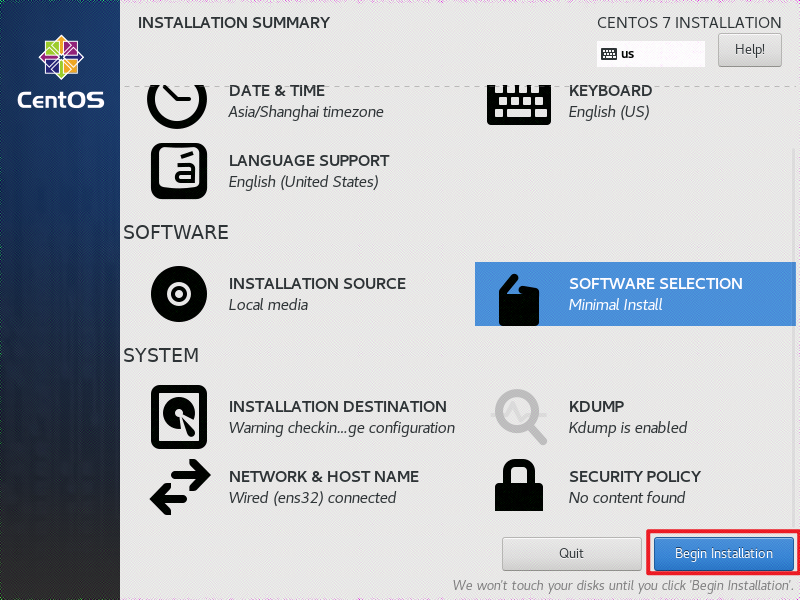 INSTALLATION SUMMARY
CENTOS 7 INSTALLATION
us
Help!
CentOS
DATE & TIME
Asia/Shanghai timezone
KEYBOARD
English (US)
á
LANGUAGE SUPPORT
English (United States)
SOFTWARE
INSTALLATION SOURCE
Local media
SOFTWARE SELECTION
Minimal Install
SYSTEM
INSTALLATION DESTINATION
Warning checkin...ge configuration
KDUMP
Kdump is enabled
NETWORK & HOST NAME
Wired (ens32) connected
SECURITY POLICY
No content found
Quit
Begin Installation
We won't touch your disks until you click 'Begin Installation'.